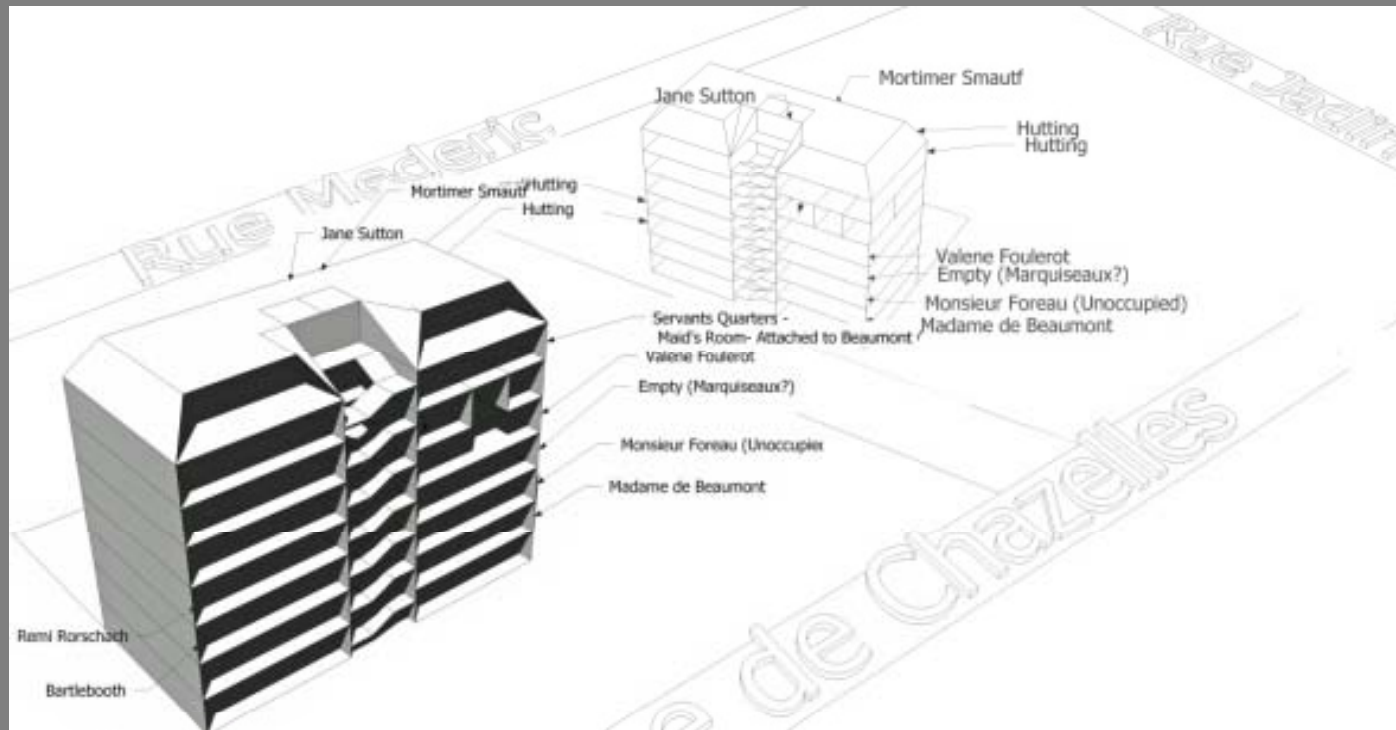 Rue Jadin
Mortimer Smautf
Jane Sutton
Hutting
Hutting
Rue Mederic
Mortimer Smautf
Hutting
Hutting
Jane Sutton
Valene Foulerot
Empty (Marquiseaux?)
Monsieur Foreau (Unoccupied)
Madame de Beaumont
Servants Quarters -
Maid's Room- Attached to Beaumont
Valene Foulerot
Empty (Marquiseaux?)
Monsieur Foreau (Unoccupie
Madame de Beaumont
Remi Rorschach
Bartlebooth
e de Chazelles